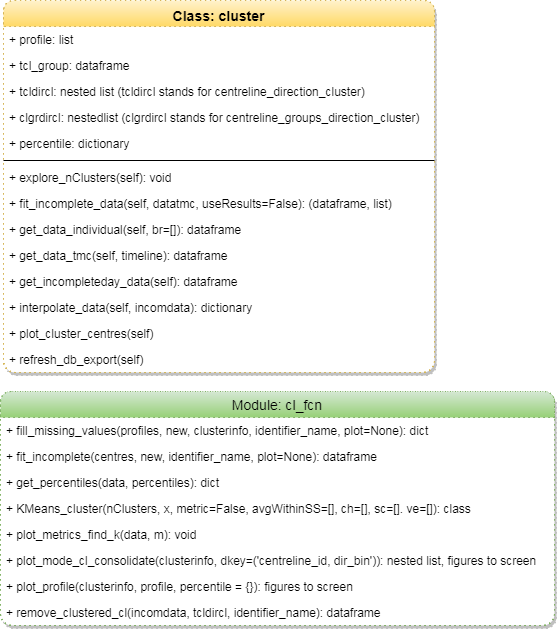 Class: cluster
+ profile: list
+ tcl_group: dataframe
+ tcldircl: nested list (tcldircl stands for centreline_direction_cluster)
+ clgrdircl: nestedlist (clgrdircl stands for centreline_groups_direction_cluster)
+ percentile: dictionary
+ explore_nClusters(self): void
+ fit_incomplete_data(self, datatmc, useResults=False): (dataframe, list)
+ get_data_individual(self, br=[]): dataframe
+ get_data_tmc(self, timeline): dataframe
+ get_incompleteday_data(self): dataframe
+ interpolate_data(self, incomdata): dictionary
+ plot_cluster_centres(self)
+ refresh_db_export(self)
Module: cl_fcn
+ fill_missing_values(profiles, new, clusterinfo, identifier_name, plot=None): dict
+ fit_incomplete(centres, new, identifier_name, plot=None): dataframe
+ get_percentiles(data, percentiles): dict
+ KMeans_cluster(nClusters, x, metric=False, avgWithinSS=[], ch=[], sc=[]. ve=[]): class
+ plot_metrics_find_k(data, m): void
+ plot_mode_cl_consolidate(clusterinfo, dkey=('centreline_id, dir_bin')): nested list, figures to screen
+ plot_profile(clusterinfo, profile, percentile = {}): figures to screen
+ remove_clustered_cl(incomdata, tcldircl, identifier_name): dataframe